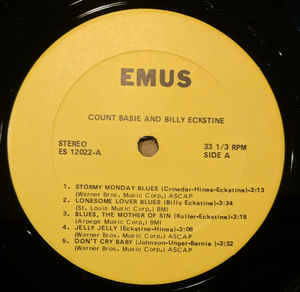 EMUS
COUNT BASIE AND BILLY ECKSTINE
STEREO 33 1/3 RPM
ES 12022-A SIDE A
1. STORMY MONDAY BLUES (Crowder-Hines-Eckstine)-3:13
(Warner Bros. Music Corp.) ASCAP
2. LONESOME LOVER BLUES (Billy Eckstine)-3:34
(St. Louis Music Corp.) BMI
3. BLUES, THE MOTHER OF SIN (Kutler-Eckstine)-3:18
(Arpege Music Corp.) BMI
4. JELLY JELLY (Eckstine-Hines)-3:08
(Warner Bros. Music Corp.) ASCAP
5. DON'T CRY BABY (Johnson-Unger-Bernie)-3:32
(Warner Bros. Music Corp.) ASCAP